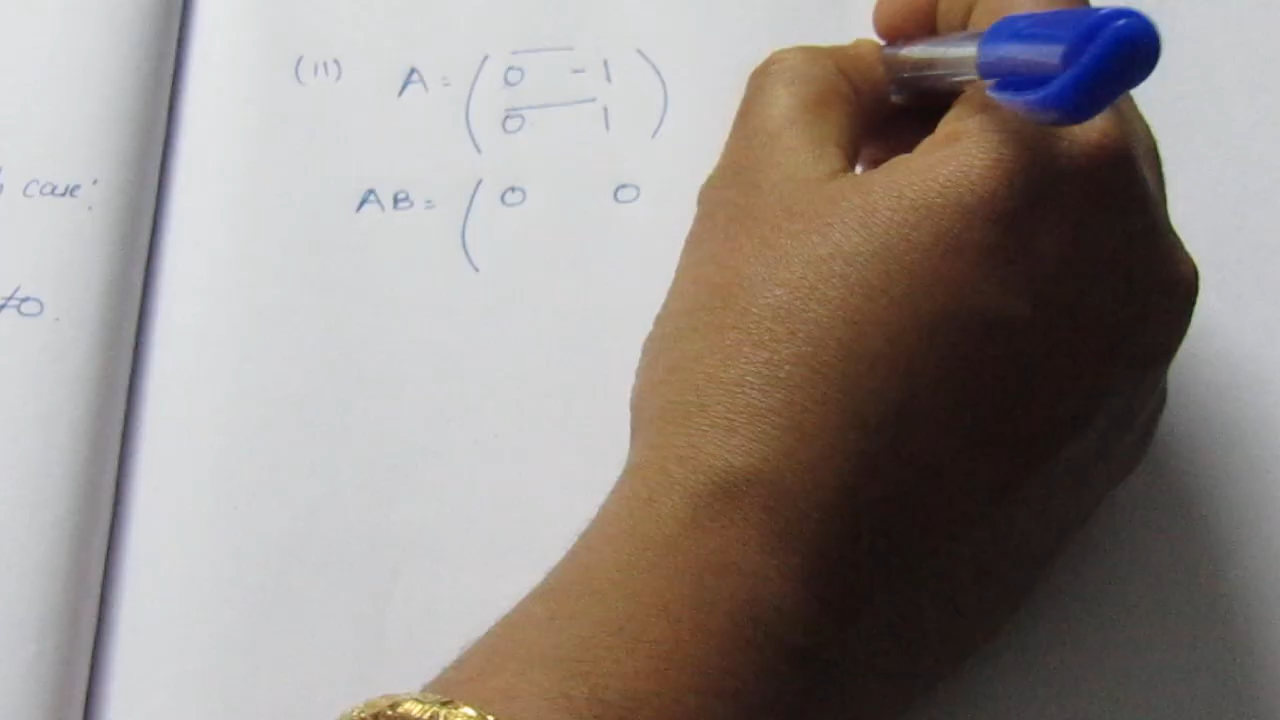 case:
≠0.
(II) A = ( 0 -1
0 1 )
AB = ( 0 0